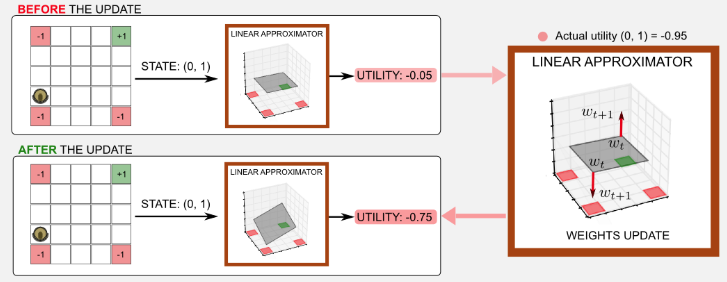 BEFORE THE UPDATE
-1
+1
-1
-1
STATE: (0, 1)
LINEAR APPROXIMATOR
UTILITY: -0.05
AFTER THE UPDATE
-1
+1
-1
-1
STATE: (0, 1)
LINEAR APPROXIMATOR
UTILITY: -0.75
Actual utility (0, 1) = -0.95
LINEAR APPROXIMATOR
w_{t+1}
w_t
w_t
w_{t+1}
WEIGHTS UPDATE